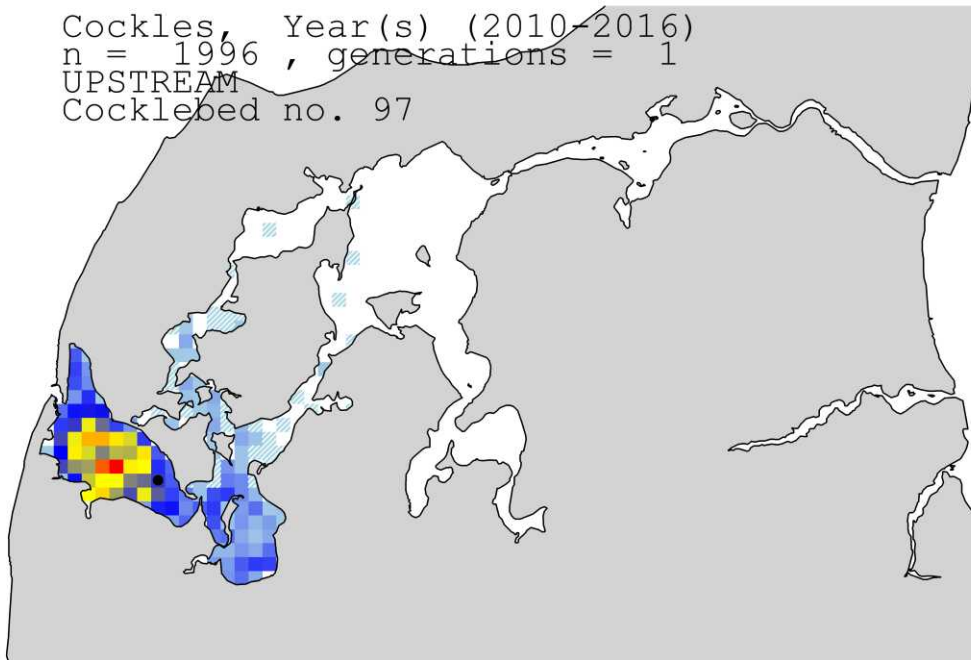 Cockles,  Year(s) (2010-2016)
n =  1996 , generations =  1
UPSTREAM
Cocklebed no. 97